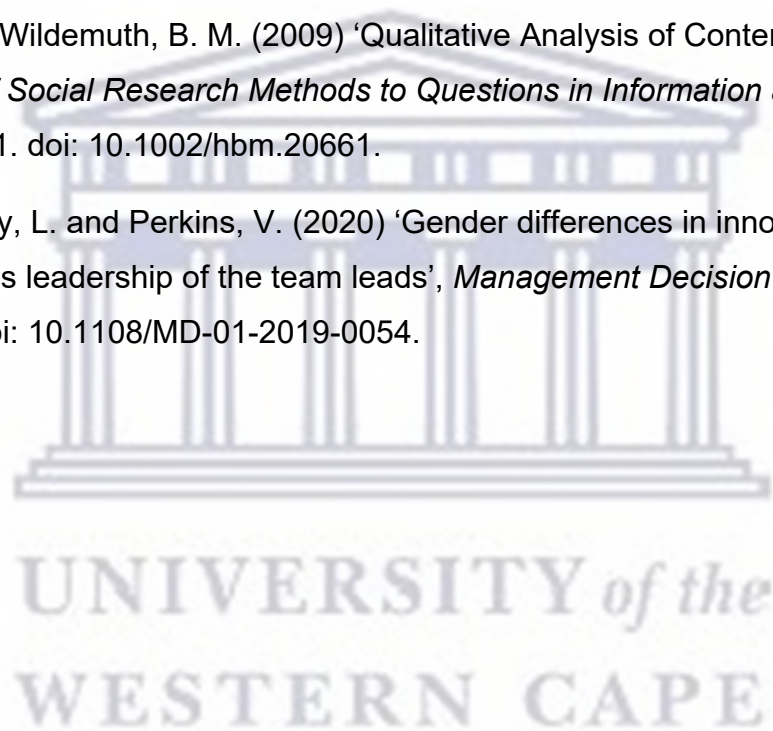 Wildemuth, B. M. (2009) ‘Qualitative Analysis of Conte
Social Research Methods to Questions in Information
1. doi: 10.1002/hbm.20661.
y, L. and Perkins, V. (2020) ‘Gender differences in inno
s leadership of the team leads’, Management Decision
i: 10.1108/MD-01-2019-0054.
UNIVERSITY of the
WESTERN CAPE